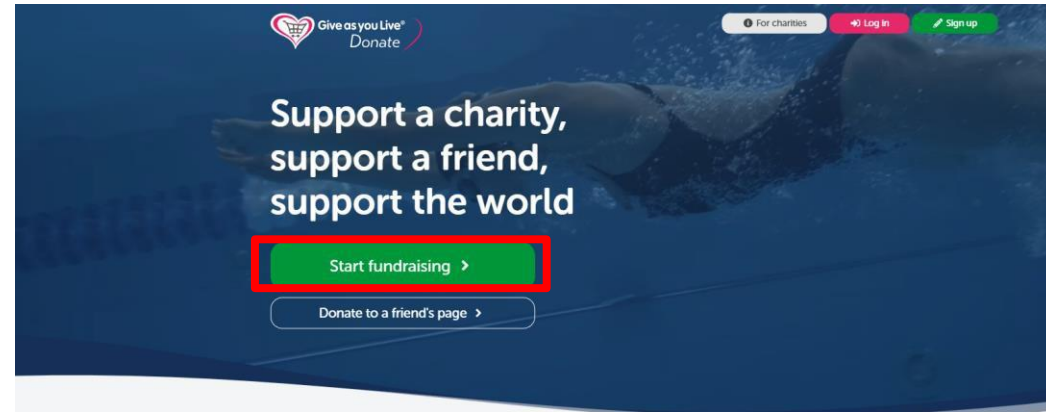 Give as you Live®
Donate
For charities
Log in
Sign up
Support a charity,
support a friend,
support the world
Start fundraising
Donate to a friend's page